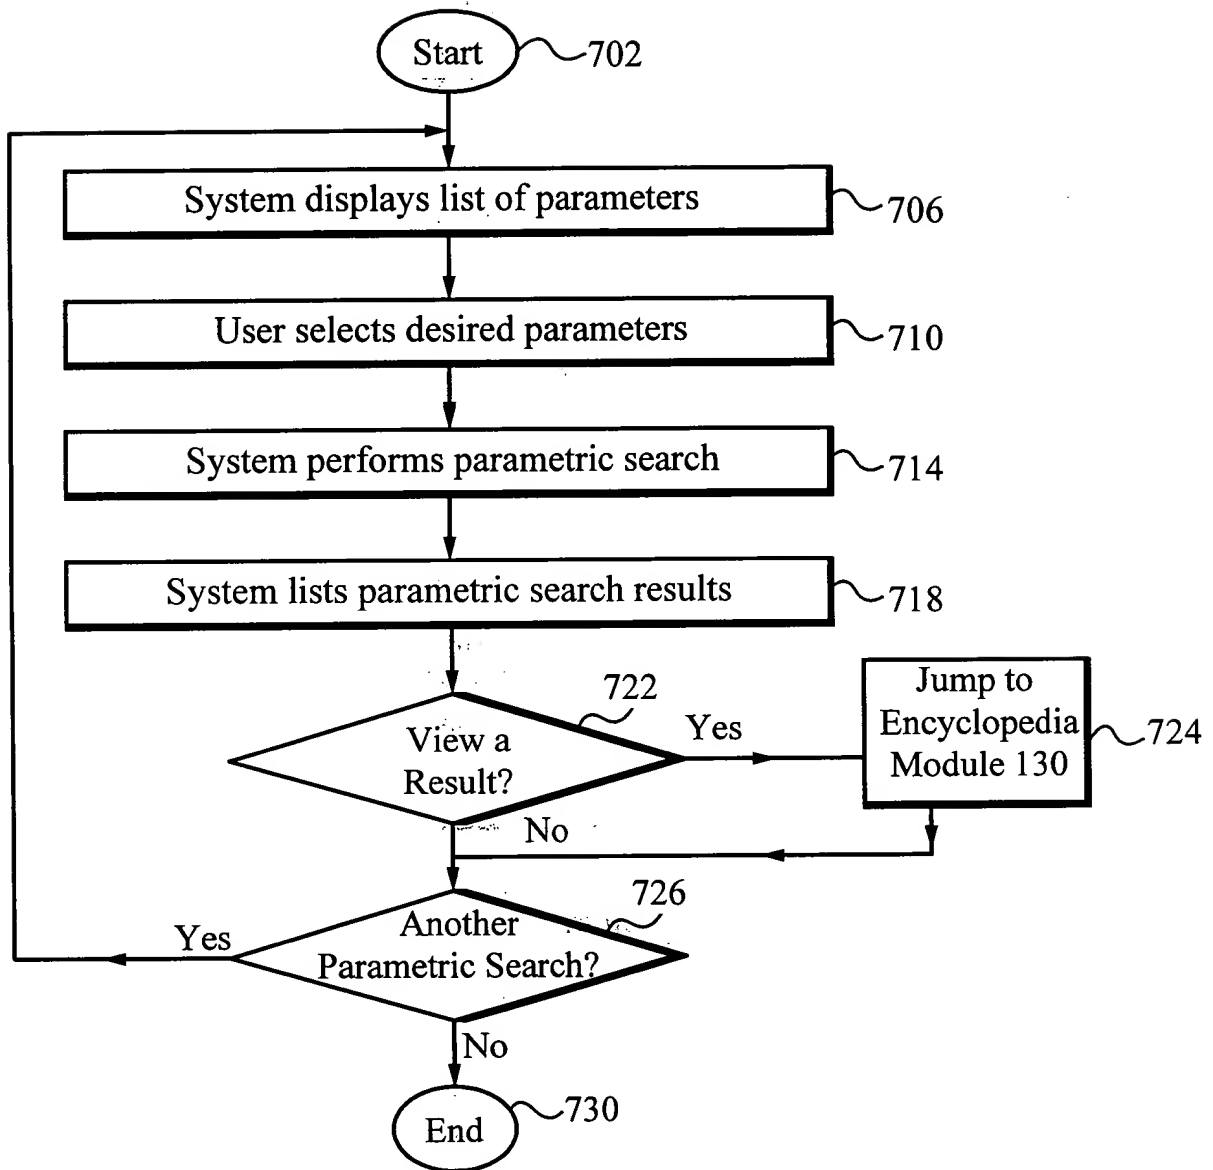 Start
702
System displays list of parameters
706
User selects desired parameters
710
System performs parametric search
714
System lists parametric search results
718
722
View a
Result?
Yes
Jump to
Encyclopedia
Module 130
724
No
726
Another
Parametric Search?
Yes
No
End
730